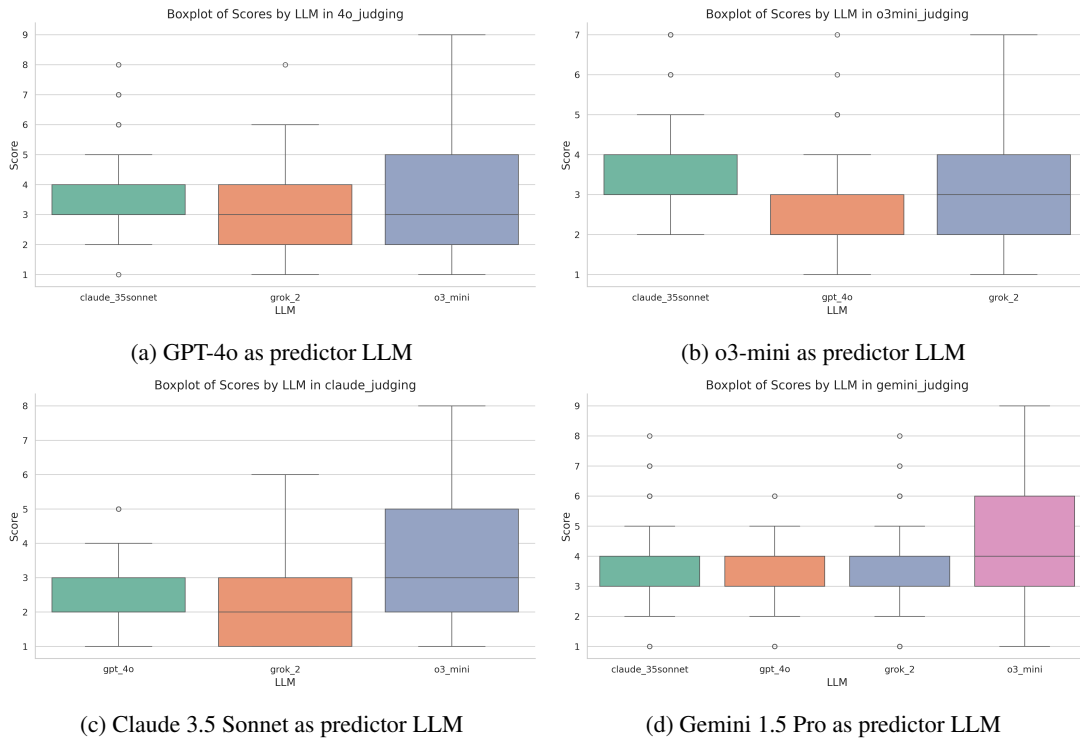 Boxplot of Scores by LLM in 4o_judging
9
8
7
6
5
4
3
2
1
Score
claude_35sonnet grok_2 o3_mini
LLM
(a) GPT-4o as predictor LLM
Boxplot of Scores by LLM in o3mini_judging
7
6
5
4
3
2
1
Score
claude_35sonnet gpt_4o grok_2
LLM
(b) o3-mini as predictor LLM
Boxplot of Scores by LLM in claude_judging
8
7
6
5
4
3
2
1
Score
gpt_4o grok_2 o3_mini
LLM
(c) Claude 3.5 Sonnet as predictor LLM
Boxplot of Scores by LLM in gemini_judging
9
8
7
6
5
4
3
2
1
Score
claude_35sonnet gpt_4o grok_2 o3_mini
LLM
(d) Gemini 1.5 Pro as predictor LLM